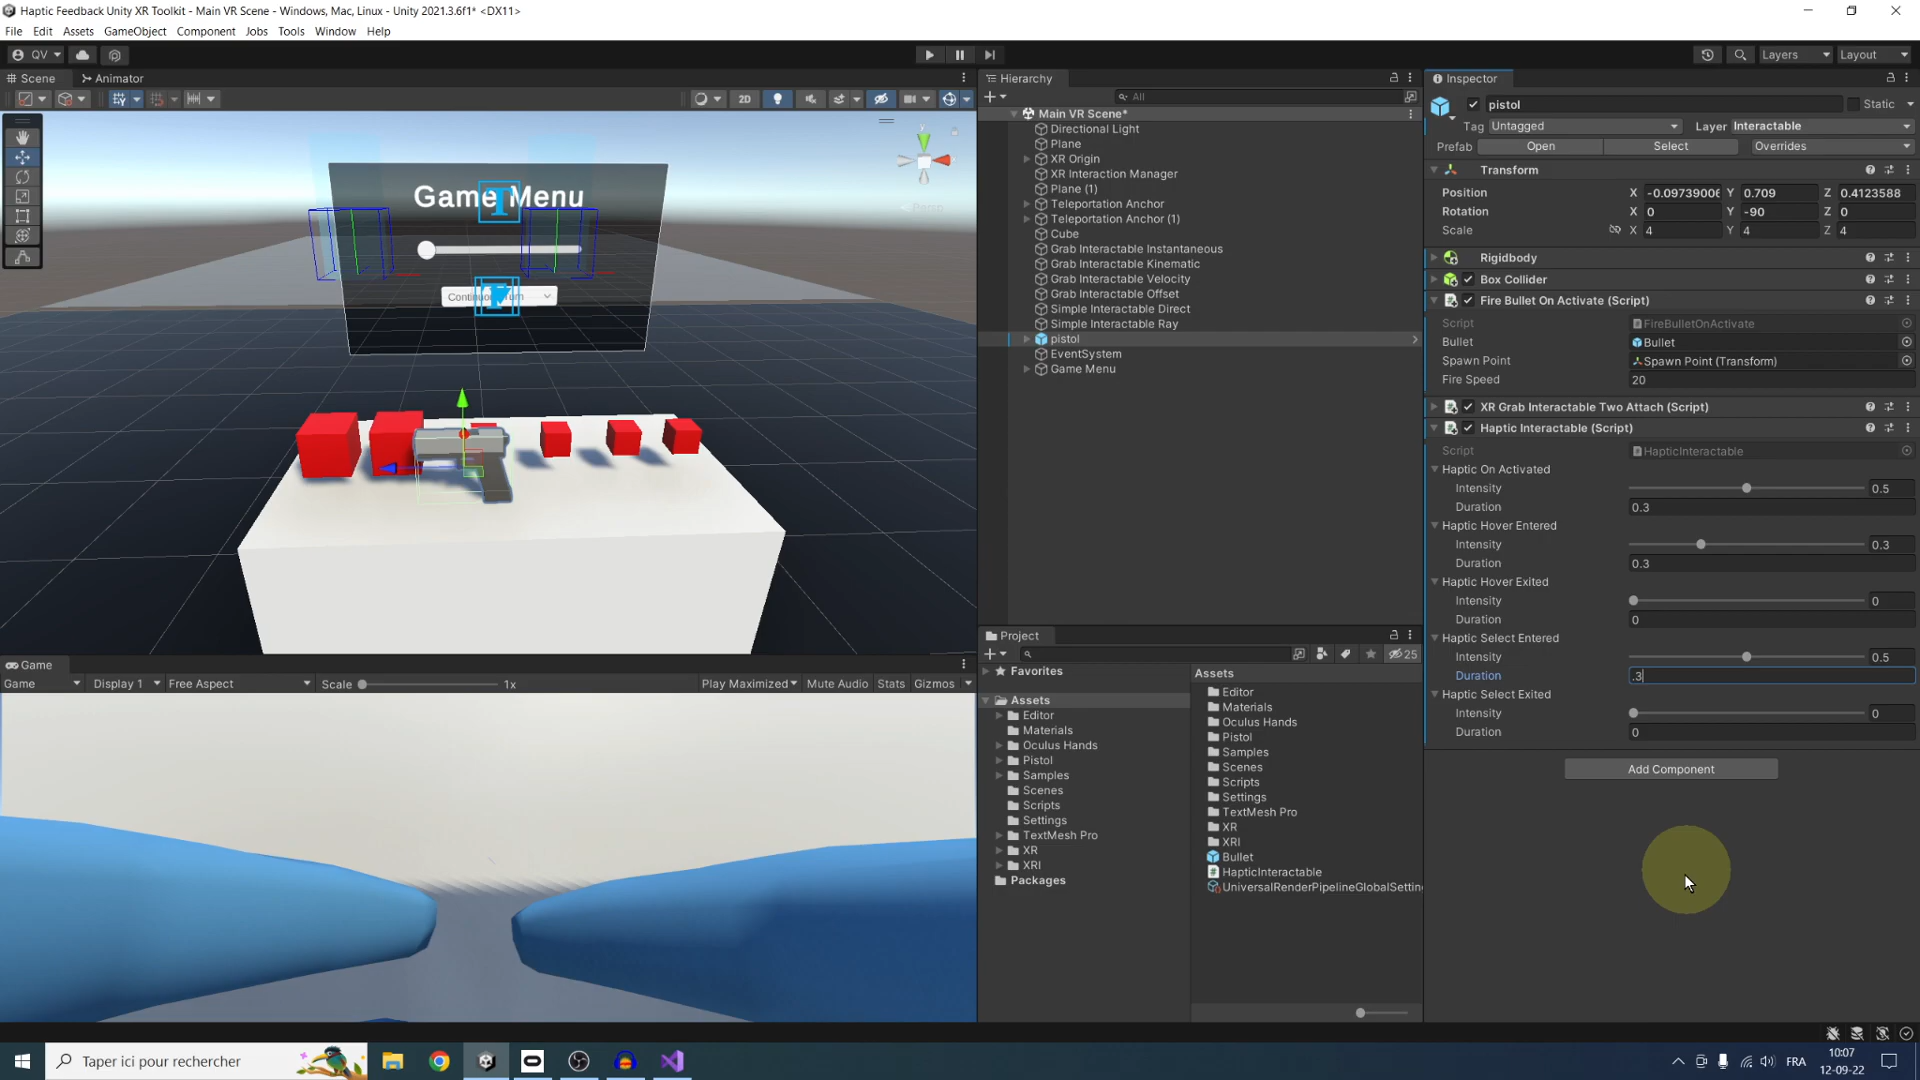 Haptic Feedback Unity XR Toolkit - Main VR Scene - Windows, Mac, Linux - Unity 2021.3.6f1* <DX11>
File Edit Assets GameObject Component Jobs Tools Window Help
QV Layers Layout
Scene Animator
2D
Persp
Game Menu
Continuous Turn
Game
Game Display 1 Free Aspect Scale 1x Play Maximized Mute Audio Stats Gizmos
Hierarchy
All
Main VR Scene*
Directional Light
Plane
XR Origin
XR Interaction Manager
Plane (1)
Teleportation Anchor
Teleportation Anchor (1)
Cube
Grab Interactable Instantaneous
Grab Interactable Kinematic
Grab Interactable Velocity
Grab Interactable Offset
Simple Interactable Direct
Simple Interactable Ray
pistol
EventSystem
Game Menu
Project
25
Favorites
Assets
Editor
Materials
Oculus Hands
Pistol
Samples
Scenes
Scripts
Settings
TextMesh Pro
XR
XRI
Packages
Assets
Editor
Materials
Oculus Hands
Pistol
Samples
Scenes
Scripts
Settings
TextMesh Pro
XR
XRI
Bullet
HapticInteractable
UniversalRenderPipelineGlobalSettin
Inspector
pistol Static
Tag Untagged Layer Interactable
Prefab Open Select Overrides
Transform
Position X -0.0973900 Y 0.709 Z 0.4123588
Rotation X 0 Y -90 Z 0
Scale X 4 Y 4 Z 4
Rigidbody
Box Collider
Fire Bullet On Activate (Script)
Script FireBulletOnActivate
Bullet Bullet
Spawn Point Spawn Point (Transform)
Fire Speed 20
XR Grab Interactable Two Attach (Script)
Haptic Interactable (Script)
Script HapticInteractable
Haptic On Activated
Intensity 0.5
Duration 0.3
Haptic Hover Entered
Intensity 0.3
Duration 0.3
Haptic Hover Exited
Intensity 0
Duration 0
Haptic Select Entered
Intensity 0.5
Duration .3
Haptic Select Exited
Intensity 0
Duration 0
Add Component
Taper ici pour rechercher
FRA
10:07
12-09-22